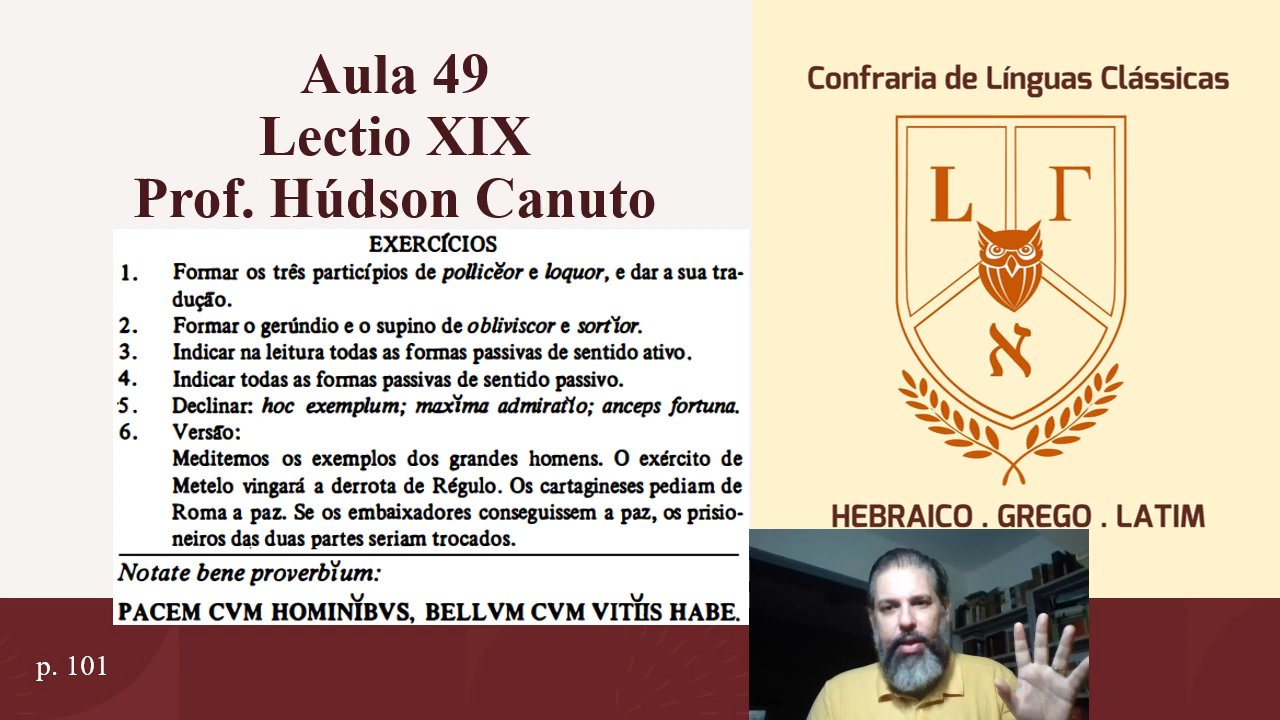 Aula 49
Lectio XIX
Prof. Húdson Canuto
EXERCÍCIOS
1. Formar os três particípios de pollicĕor e loquor, e dar a sua tra-
dução.
2. Formar o gerúndio e o supino de obliviscor e sortĭor.
3. Indicar na leitura todas as formas passivas de sentido ativo.
4. Indicar todas as formas passivas de sentido passivo.
5. Declinar: hoc exemplum; maxĭma admiratĭo; anceps fortuna.
6. Versão:
Meditemos os exemplos dos grandes homens. O exército de
Metelo vingará a derrota de Régulo. Os cartagineses pediam de
Roma a paz. Se os embaixadores conseguissem a paz, os prisio-
neiros das duas partes seriam trocados.
Notate bene proverbĭum:
PACEM CVM HOMINĬBVS, BELLVM CVM VITĬIS HABE.
p. 101
Confraria de Línguas Clássicas
L Γ
א
HEBRAICO . GREGO . LATIM